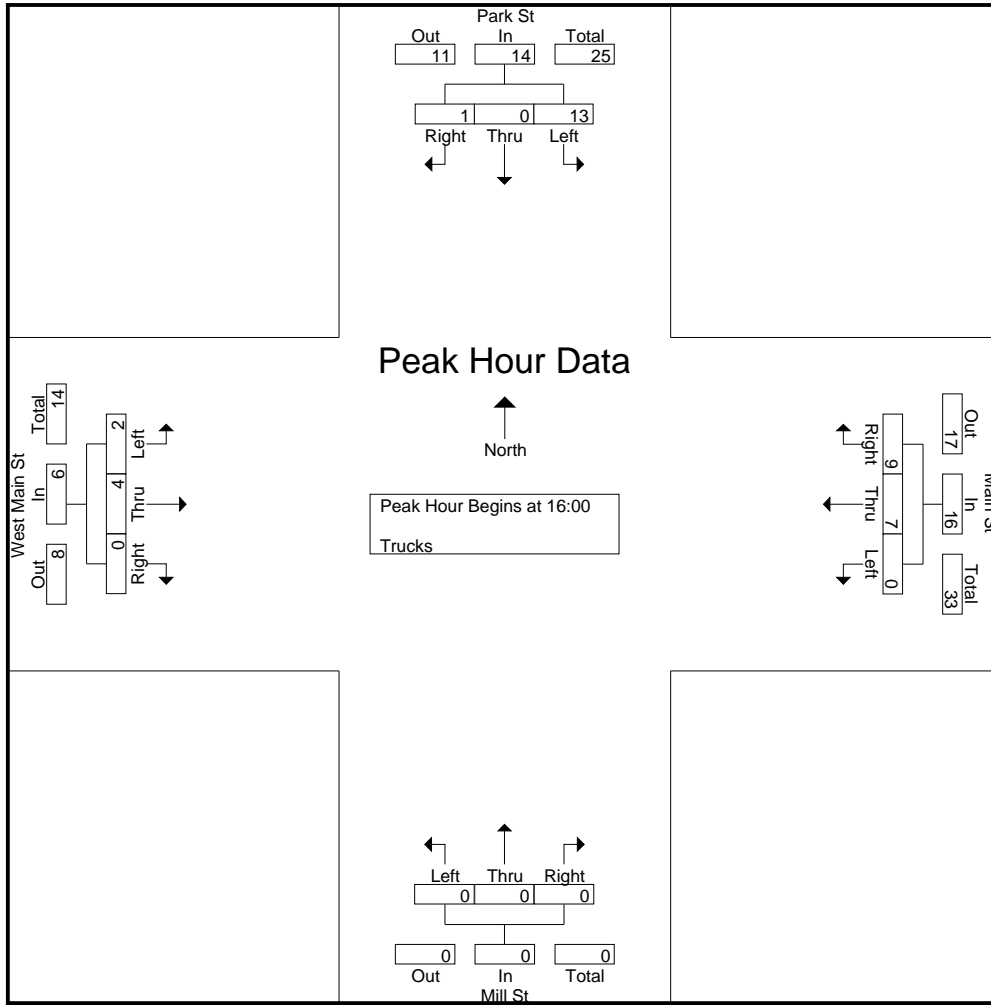 Park St
Out In Total
11 14 25
1 0 13
Right Thru Left
Peak Hour Data
North
Peak Hour Begins at 16:00
Trucks
West Main St
Total In Out
14 6 8
2 4 0
Left Thru Right
Main St
Out In Total
17 16 33
9 7 0
Right Thru Left
Left Thru Right
0 0 0
0 0 0
Out In Total
Mill St